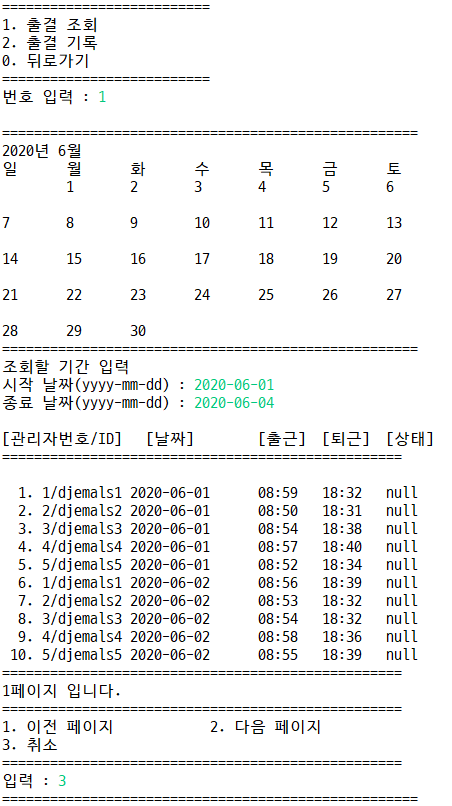 ==========================
1. 출결 조회
2. 출결 기록
0. 뒤로가기
==========================
번호 입력 : 1
====================================================
2020년 6월
일 월 화 수 목 금 토
1 2 3 4 5 6
7 8 9 10 11 12 13
14 15 16 17 18 19 20
21 22 23 24 25 26 27
28 29 30
====================================================
조회할 기간 입력
시작 날짜(yyyy-mm-dd) : 2020-06-01
종료 날짜(yyyy-mm-dd) : 2020-06-04
[관리자번호/ID] [날짜] [출근] [퇴근] [상태]
==================================================
1. 1/djemals1 2020-06-01 08:59 18:32 null
2. 2/djemals2 2020-06-01 08:50 18:31 null
3. 3/djemals3 2020-06-01 08:54 18:38 null
4. 4/djemals4 2020-06-01 08:57 18:40 null
5. 5/djemals5 2020-06-01 08:52 18:34 null
6. 1/djemals1 2020-06-02 08:56 18:39 null
7. 2/djemals2 2020-06-02 08:53 18:32 null
8. 3/djemals3 2020-06-02 08:54 18:32 null
9. 4/djemals4 2020-06-02 08:58 18:36 null
10. 5/djemals5 2020-06-02 08:55 18:39 null
==================================================
1페이지 입니다.
==================================================
1. 이전 페이지 2. 다음 페이지
3. 취소
==================================================
입력 : 3
====================================================